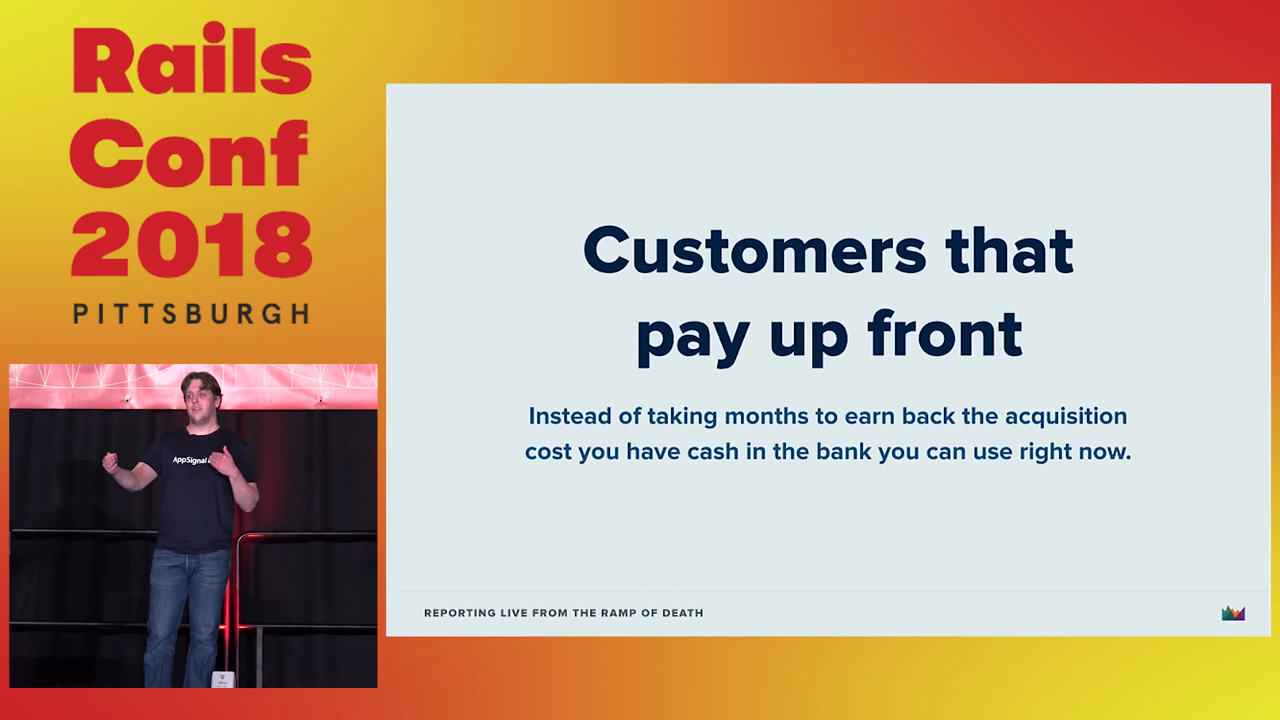 Rails
Conf
2018
PITTSBURGH
AppSignal
Customers that
pay up front
Instead of taking months to earn back the acquisition
cost you have cash in the bank you can use right now.
REPORTING LIVE FROM THE RAMP OF DEATH